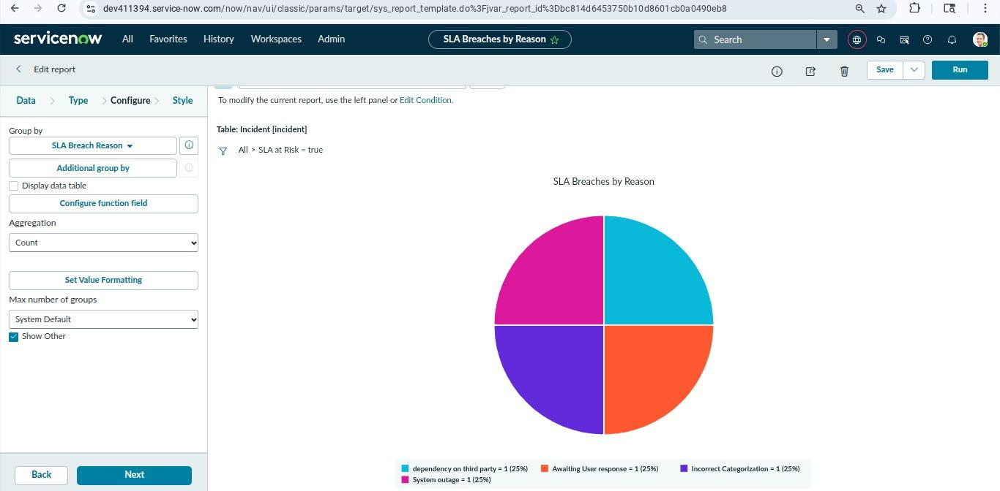 dev411394.service-now.com/now/nav/ui/classic/params/target/sys_report_template.do%3Fjvar_report_id%3Dbc814d6453750b10d8601cb0a0490eb8
servicenow All Favorites History Workspaces Admin SLA Breaches by Reason Search
Edit report Save Run
Data Type Configure Style
To modify the current report, use the left panel or Edit Condition.
Table: Incident [incident]
All > SLA at Risk = true
Group by
SLA Breach Reason
Additional group by
Display data table
Configure function field
Aggregation
Count
Set Value Formatting
Max number of groups
System Default
Show Other
Back Next
SLA Breaches by Reason
dependency on third party = 1 (25%) Awaiting User response = 1 (25%) Incorrect Categorization = 1 (25%)
System outage = 1 (25%)